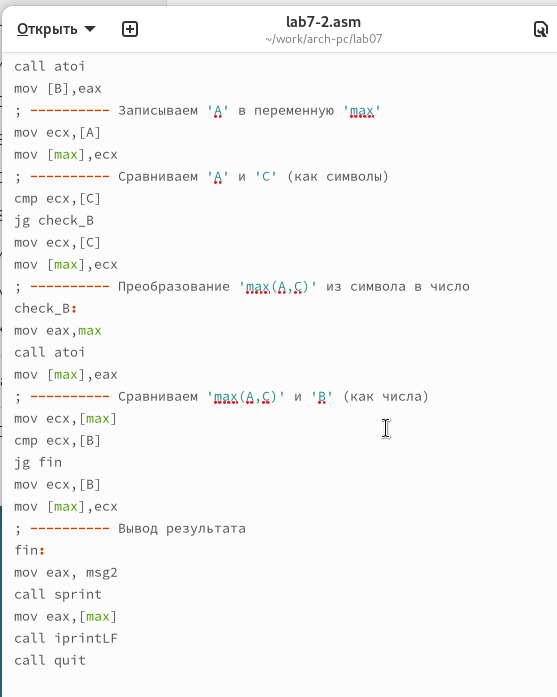 Открыть
lab7-2.asm
~/work/arch-pc/lab07
call atoi
mov [B],eax
; ---------- Записываем 'A' в переменную 'max'
mov ecx,[A]
mov [max],ecx
; ---------- Сравниваем 'A' и 'С' (как символы)
cmp ecx,[C]
jg check_B
mov ecx,[C]
mov [max],ecx
; ---------- Преобразование 'max(A,C)' из символа в число
check_B:
mov eax,max
call atoi
mov [max],eax
; ---------- Сравниваем 'max(A,C)' и 'B' (как числа)
mov ecx,[max]
cmp ecx,[B]
jg fin
mov ecx,[B]
mov [max],ecx
; ---------- Вывод результата
fin:
mov eax, msg2
call sprint
mov eax,[max]
call iprintLF
call quit